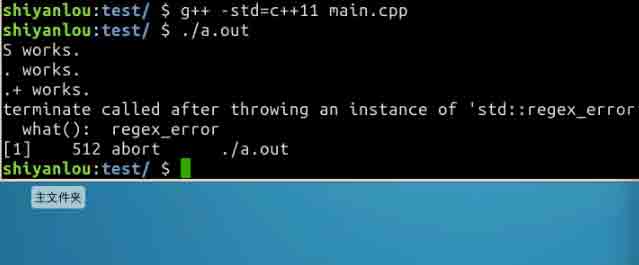 shiyanlou:test/ $ g++ -std=c++11 main.cpp
shiyanlou:test/ $ ./a.out
S works.
. works.
.+ works.
terminate called after throwing an instance of 'std::regex_error
  what():  regex_error
[1]    512 abort      ./a.out
shiyanlou:test/ $
主文件夹